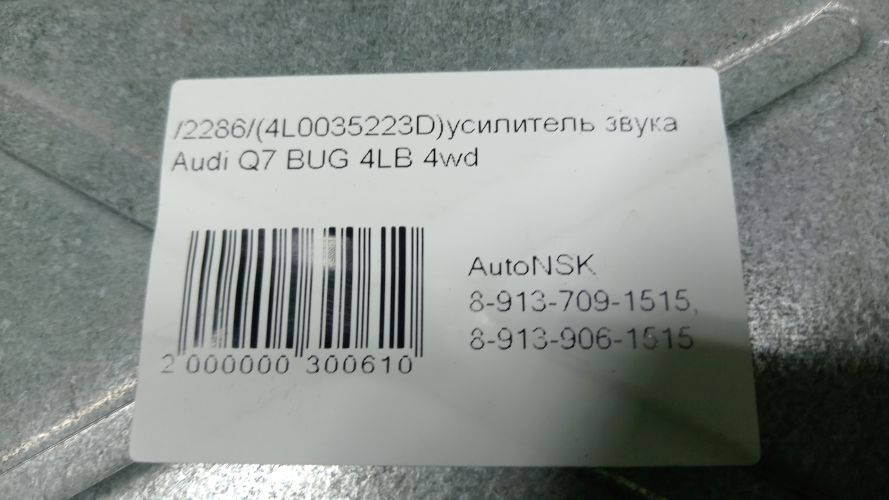 /2286/(4L0035223D)усилитель звука
Audi Q7 BUG 4LB 4wd
AutoNSK
8-913-709-1515,
8-913-906-1515
2 000000 300610